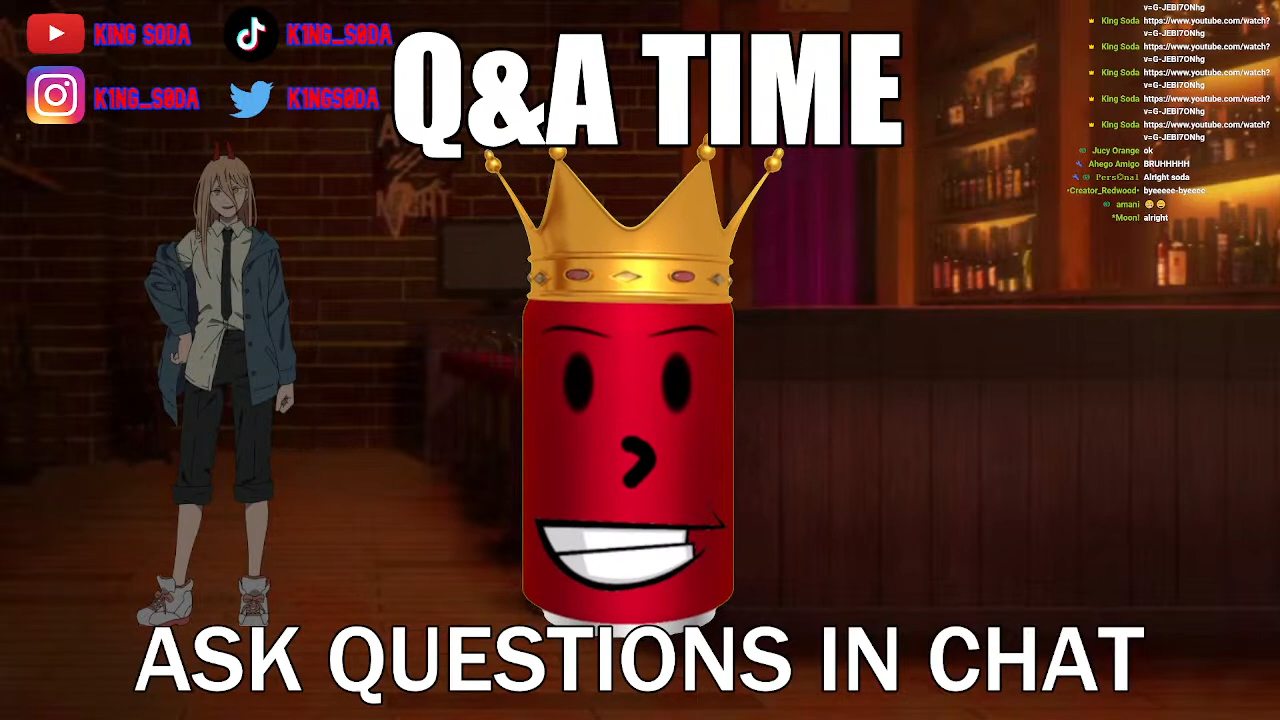 KING SODA
K1NG_S0DA
K1NG_S0DA
K1NGS0DA
Q&A TIME
v=G-JEBI7ONhg
King Soda https://www.youtube.com/watch?
v=G-JEBI7ONhg
King Soda https://www.youtube.com/watch?
v=G-JEBI7ONhg
King Soda https://www.youtube.com/watch?
v=G-JEBI7ONhg
King Soda https://www.youtube.com/watch?
v=G-JEBI7ONhg
King Soda https://www.youtube.com/watch?
v=G-JEBI7ONhg
Jucy Orange ok
Ahego Amigo BRUHHHHH
Alright soda
•Creator_Redwood• byeeeee-byeeee
amani 😊😄
*Moon! alright
ASK QUESTIONS IN CHAT